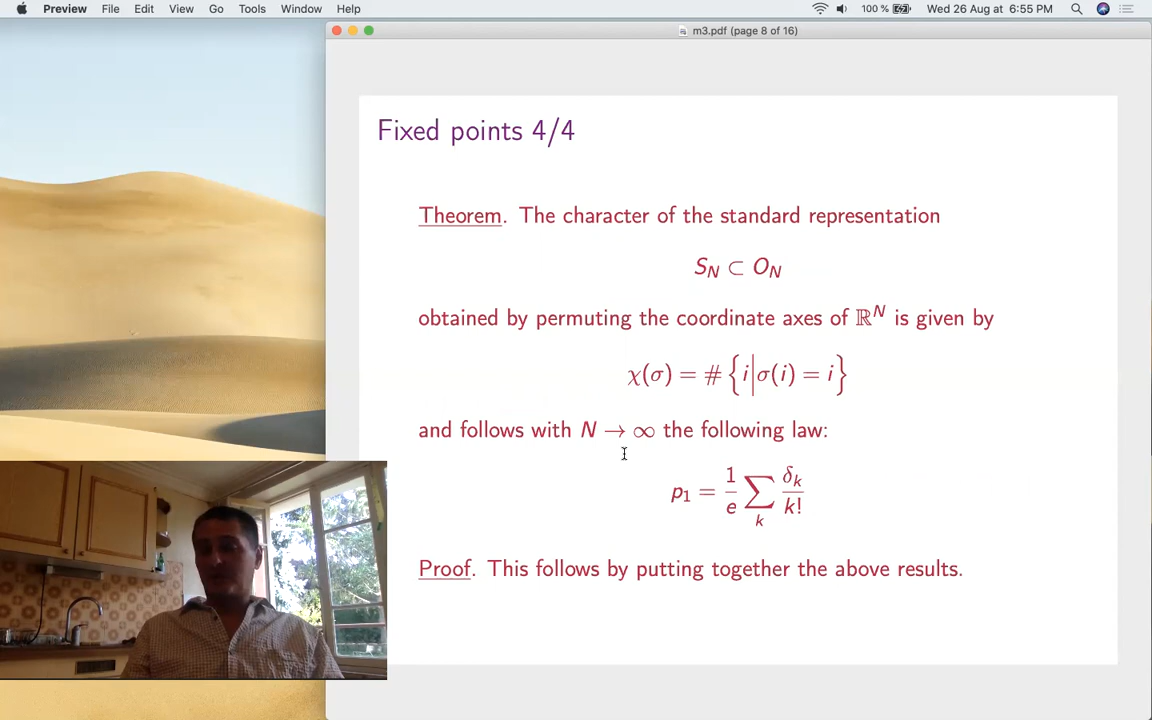 Preview File Edit View Go Tools Window Help 100 % Wed 26 Aug at 6:55 PM
m3.pdf (page 8 of 16)
Fixed points 4/4
Theorem. The character of the standard representation
S_N ⊂ O_N
obtained by permuting the coordinate axes of ℝ^N is given by
χ(σ) = # {i|σ(i) = i}
and follows with N → ∞ the following law:
p₁ = 1/e ∑_k δ_k/k!
Proof. This follows by putting together the above results.